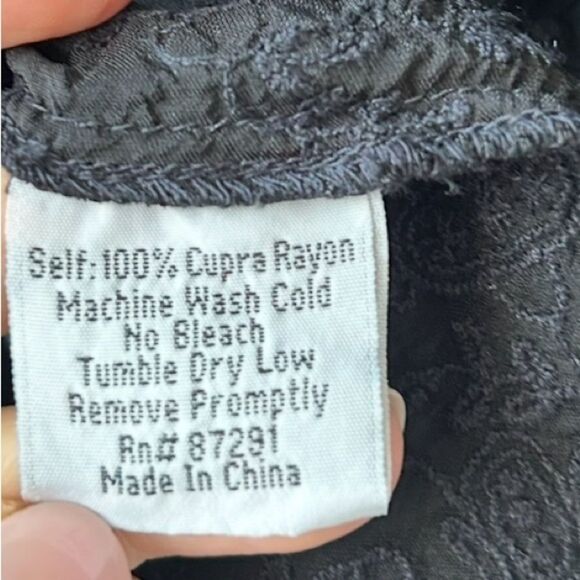 Self: 100% Cupra Rayon
Machine Wash Cold
No Bleach
Tumble Dry Low
Remove Promptly
Rn# 87291
Made In China